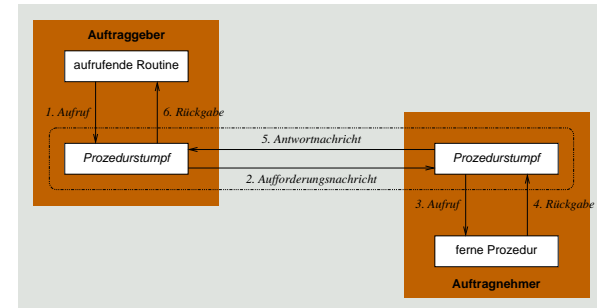 Auftraggeber
aufrufende Routine
1. Aufruf
6. Rückgabe
5. Antwortnachricht
Prozedurstumpf
Prozedurstumpf
2. Aufforderungsnachricht
3. Aufruf
4. Rückgabe
ferne Prozedur
Auftragnehmer